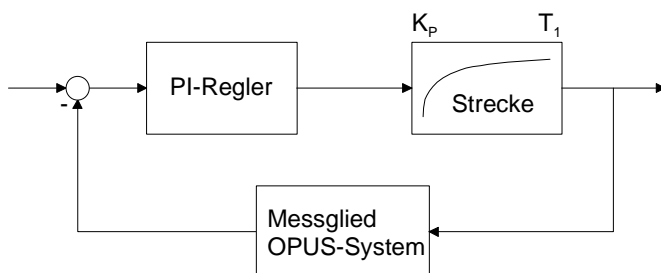 K_P T_1
PI-Regler
Strecke
-
Messglied
OPUS-System